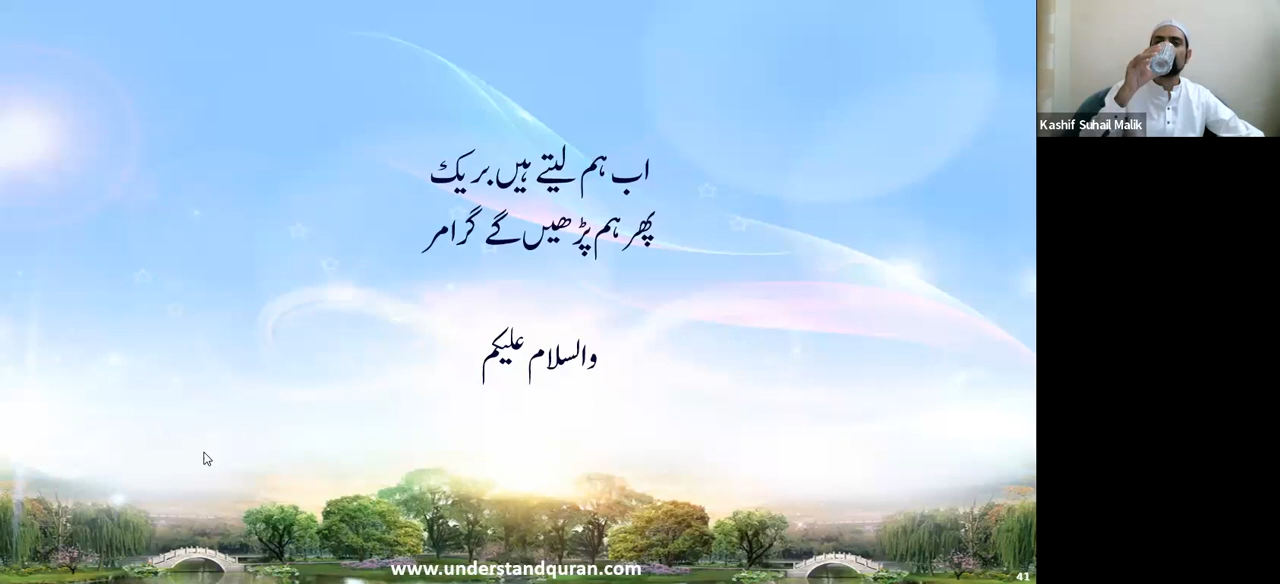 اب ہم لیتے ہیں بریک
پھر ہم پڑھیں گے گرامر
والسلام علیکم
www.understandquran.com
41
Kashif Suhail Malik